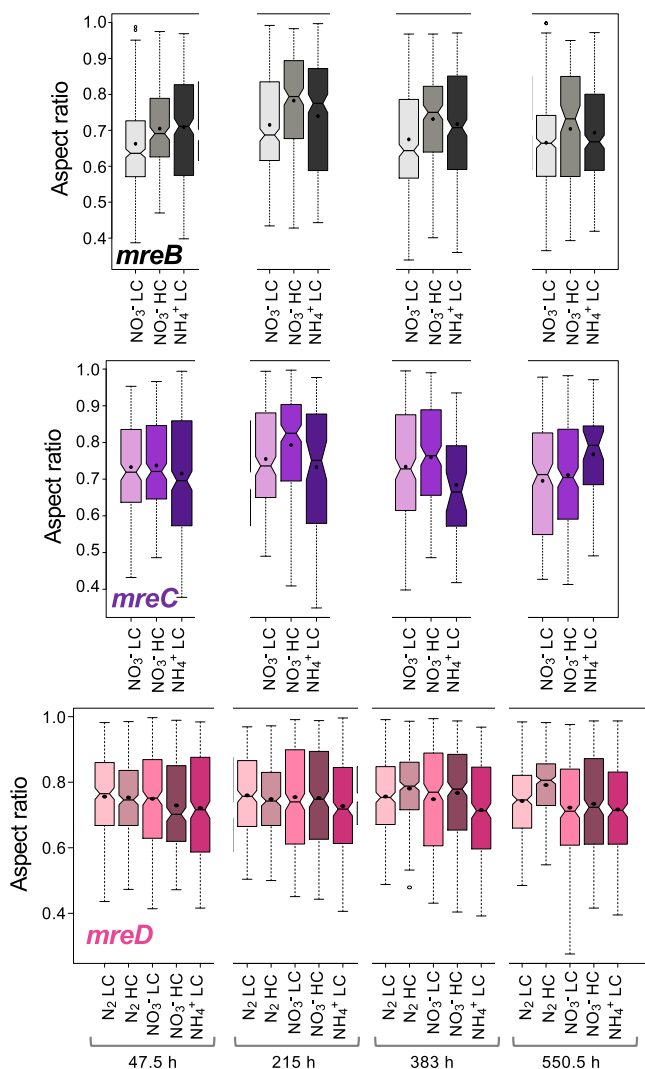 1.0
0.9
0.8
0.7
0.6
0.5
0.4
Aspect ratio
mreB
NO₃⁻ LC
NO₃⁻ HC
NH₄⁺ LC
NO₃⁻ LC
NO₃⁻ HC
NH₄⁺ LC
NO₃⁻ LC
NO₃⁻ HC
NH₄⁺ LC
NO₃⁻ LC
NO₃⁻ HC
NH₄⁺ LC
1.0
0.9
0.8
0.7
0.6
0.5
0.4
Aspect ratio
mreC
NO₃⁻ LC
NO₃⁻ HC
NH₄⁺ LC
NO₃⁻ LC
NO₃⁻ HC
NH₄⁺ LC
NO₃⁻ LC
NO₃⁻ HC
NH₄⁺ LC
NO₃⁻ LC
NO₃⁻ HC
NH₄⁺ LC
1.0
0.8
0.6
0.4
Aspect ratio
mreD
N₂ LC
N₂ HC
NO₃⁻ LC
NO₃⁻ HC
NH₄⁺ LC
N₂ LC
N₂ HC
NO₃⁻ LC
NO₃⁻ HC
NH₄⁺ LC
N₂ LC
N₂ HC
NO₃⁻ LC
NO₃⁻ HC
NH₄⁺ LC
N₂ LC
N₂ HC
NO₃⁻ LC
NO₃⁻ HC
NH₄⁺ LC
47.5 h
215 h
383 h
550.5 h